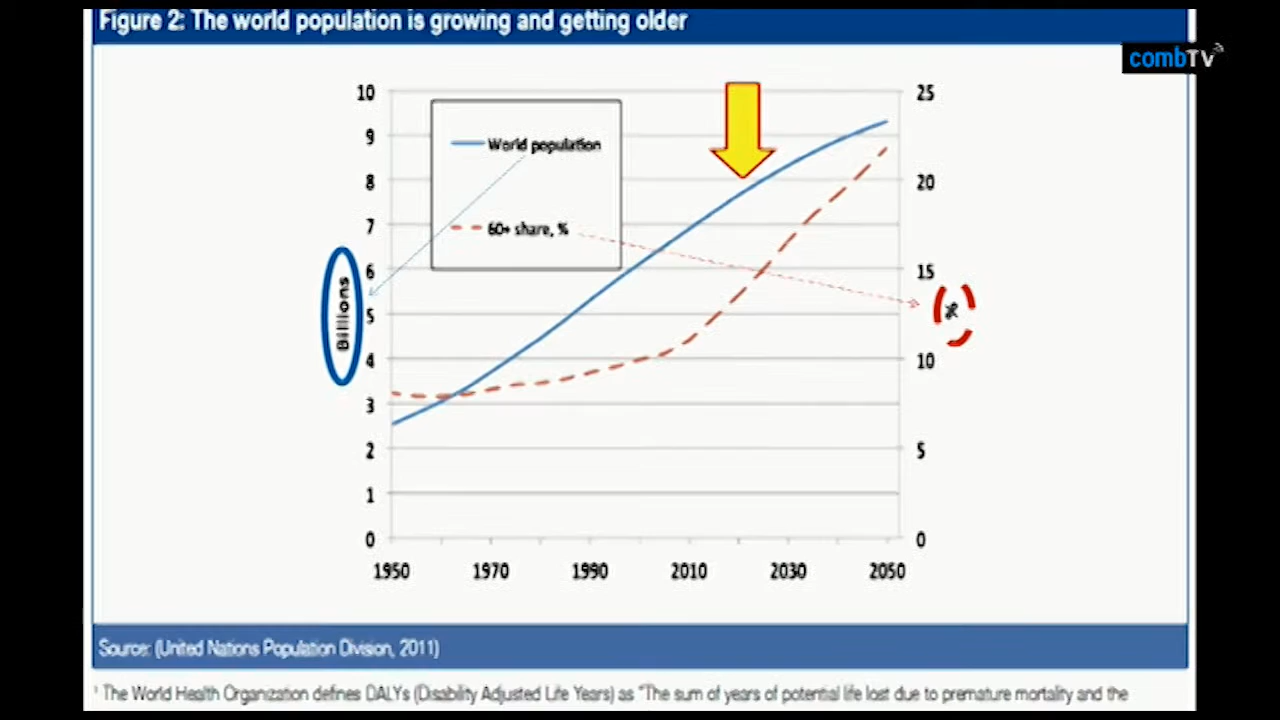 Figure 2: The world population is growing and getting older
combTV
10
9
8
7
6
5
4
3
2
1
0
Billions
World population
60+ share, %
25
20
15
10
5
0
%
1950 1970 1990 2010 2030 2050
Source: (United Nations Population Division, 2011)
¹ The World Health Organization defines DALYs (Disability Adjusted Life Years) as "The sum of years of potential life lost due to premature mortality and the